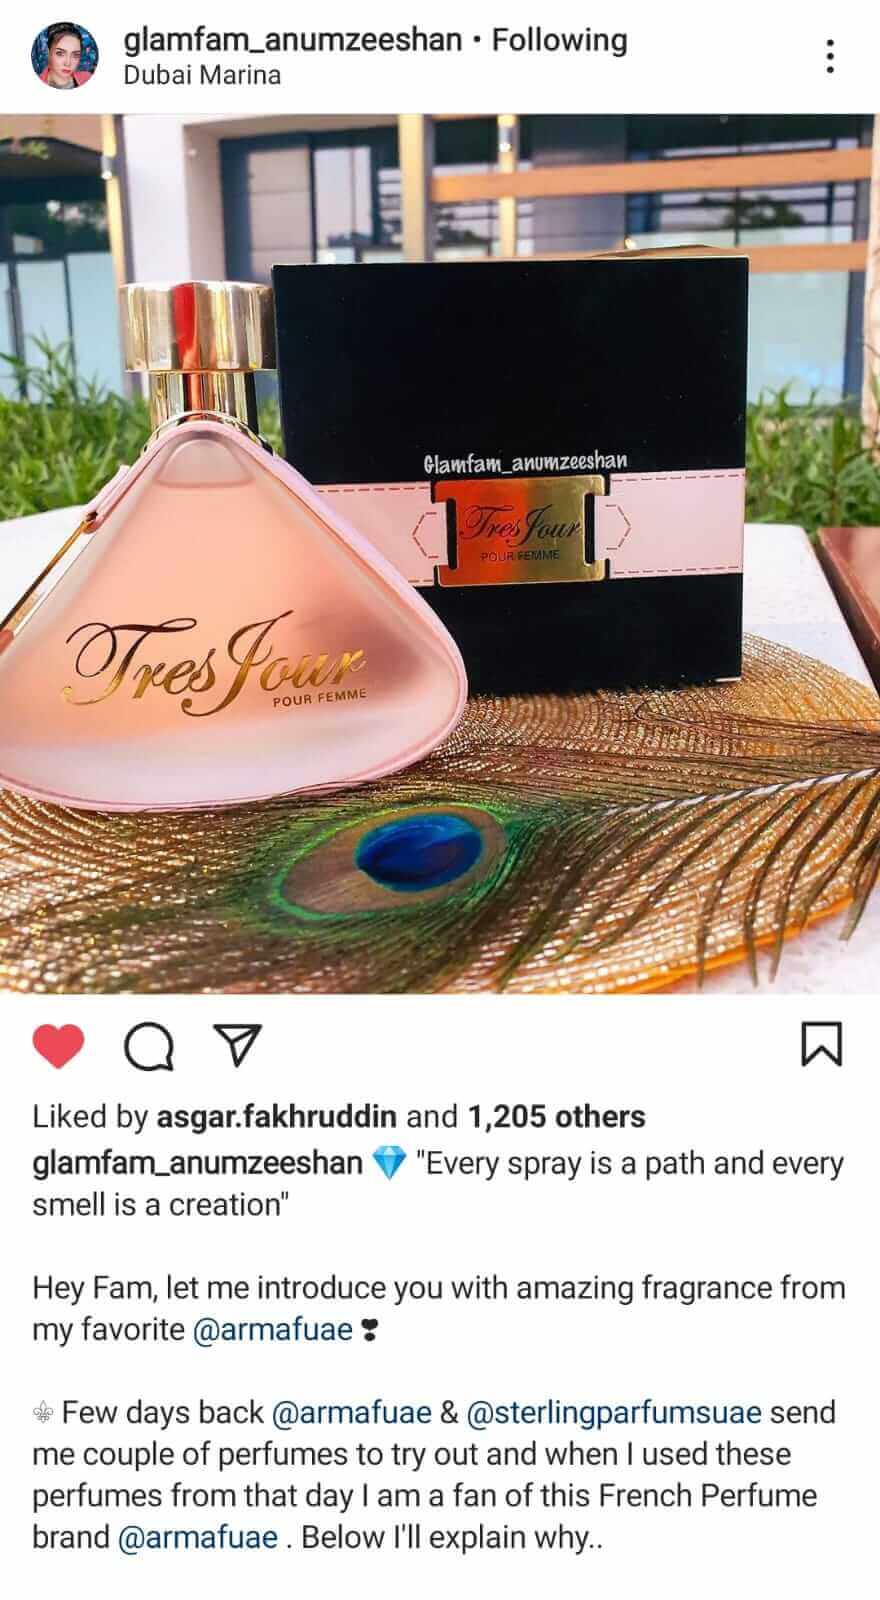 glamfam_anumzeeshan • Following
Dubai Marina
Glamfam_anumzeeshan
Tres Jour
POUR FEMME
Tres Jour
POUR FEMME
Liked by asgar.fakhruddin and 1,205 others
glamfam_anumzeeshan 💎 "Every spray is a path and every
smell is a creation"
Hey Fam, let me introduce you with amazing fragrance from
my favorite @armafuae ❣
⚜ Few days back @armafuae & @sterlingparfumsuae send
me couple of perfumes to try out and when I used these
perfumes from that day I am a fan of this French Perfume
brand @armafuae . Below I'll explain why..